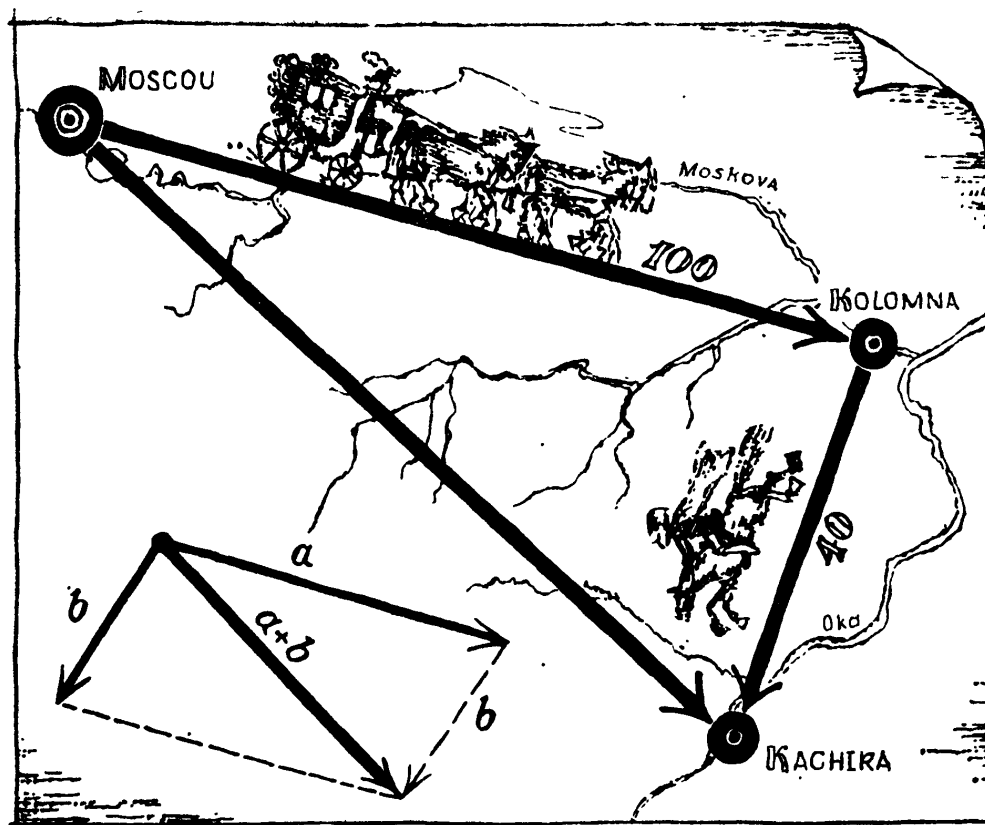 MOSCOU
MOSKOVA
100
KOLOMNA
40
a
b
a+b
b
Oka
KACHIRA